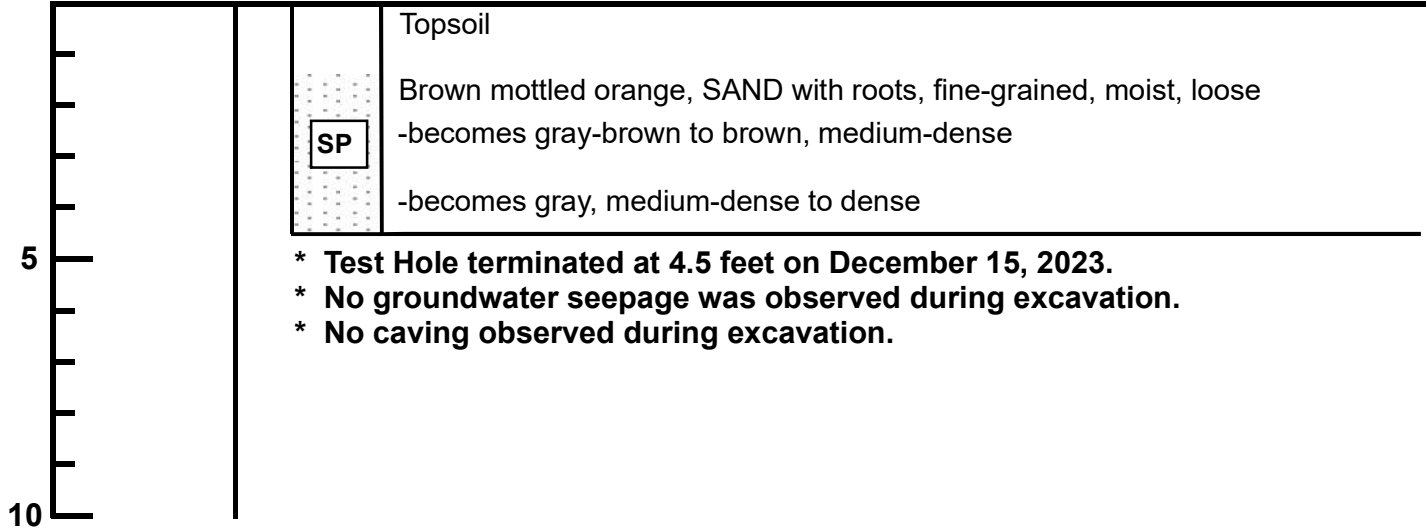 Topsoil
Brown mottled orange, SAND with roots, fine-grained, moist, loose
-becomes gray-brown to brown, medium-dense
SP
-becomes gray, medium-dense to dense
5
* Test Hole terminated at 4.5 feet on December 15, 2023.
* No groundwater seepage was observed during excavation.
* No caving observed during excavation.
10